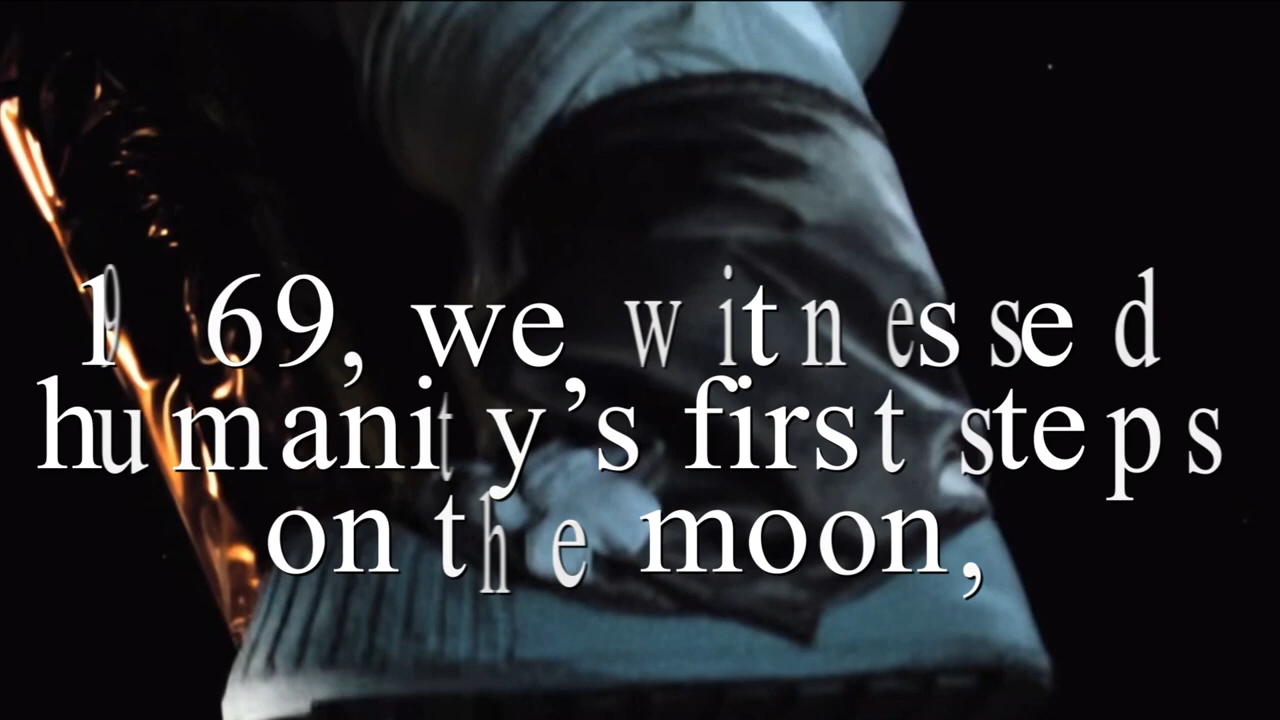 1969, we witnessed
humanity’s first steps
on the moon,